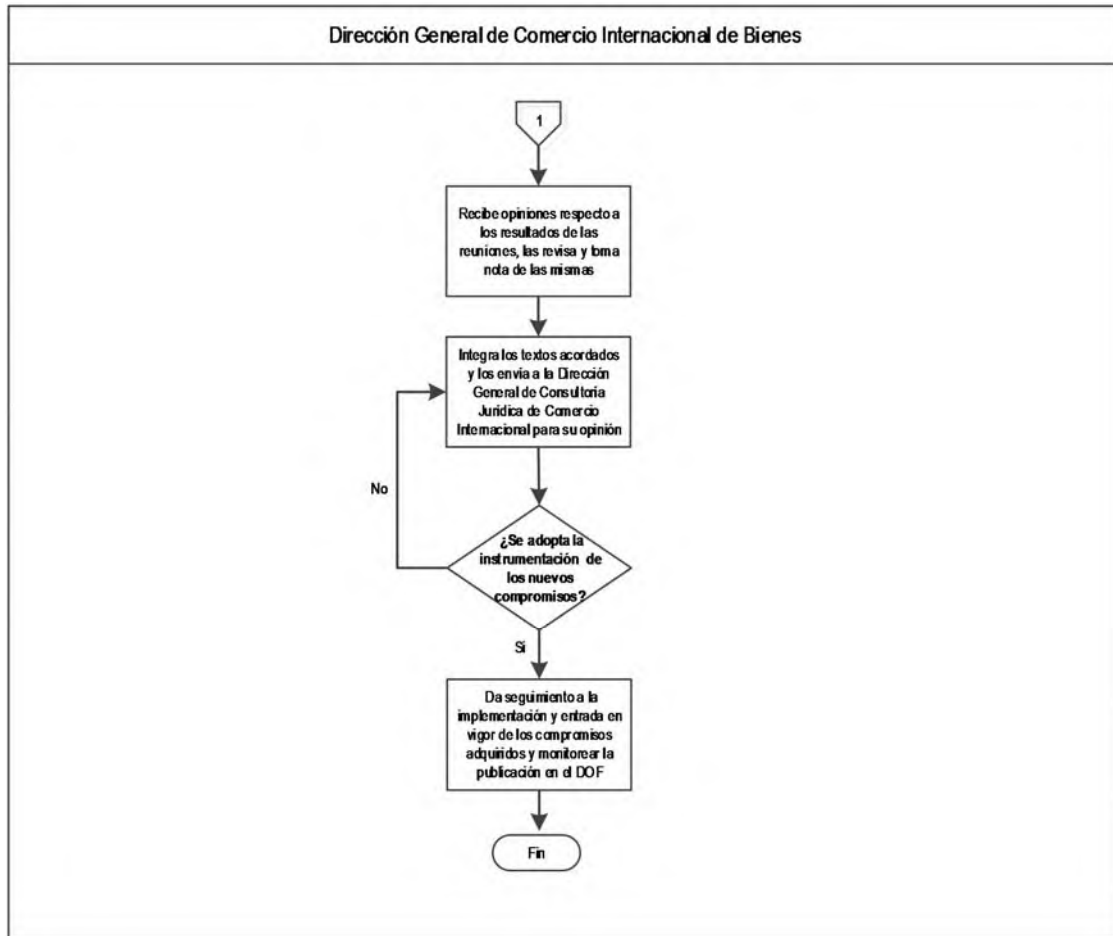 Dirección General de Comercio Internacional de Bienes
1
Recibe opiniones respecto a
los resultados de las
reuniones, las revisa y toma
nota de las mismas
Integra los textos acordados
y los envía a la Dirección
General de Consultoría
Jurídica de Comercio
Internacional para su opinión
No
¿Se adopta la
instrumentación de
los nuevos
compromisos?
Sí
Da seguimiento a la
implementación y entrada en
vigor de los compromisos
adquiridos y monitorear la
publicación en el DOF
Fin